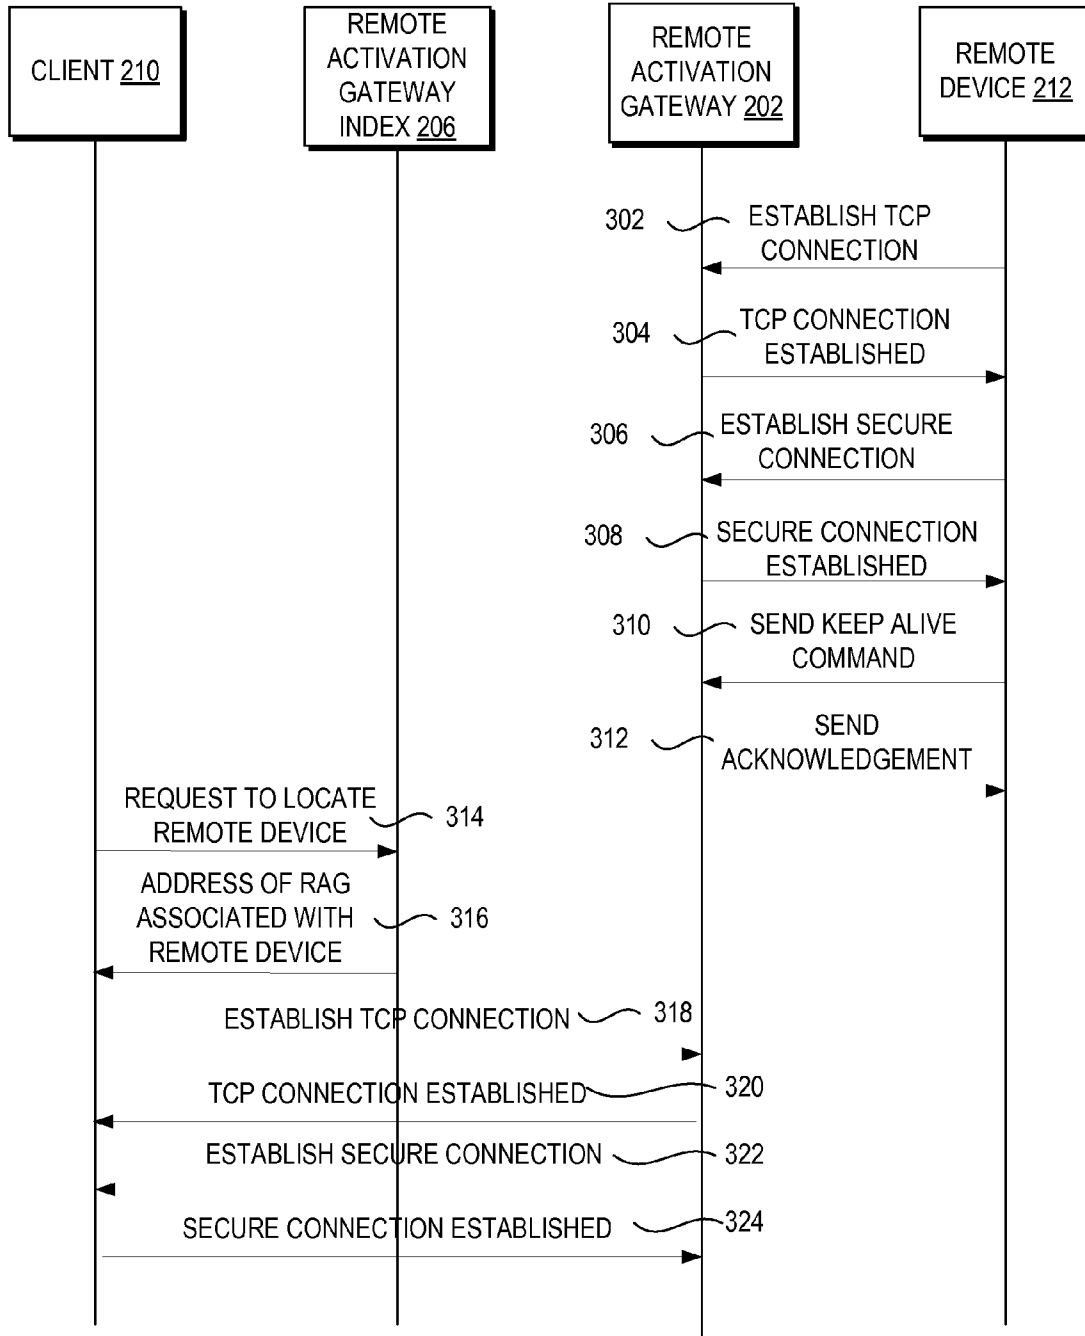 CLIENT 210
REMOTE
ACTIVATION
GATEWAY
INDEX 206
REMOTE
ACTIVATION
GATEWAY 202
REMOTE
DEVICE 212
302
ESTABLISH TCP
CONNECTION
304
TCP CONNECTION
ESTABLISHED
306
ESTABLISH SECURE
CONNECTION
308
SECURE CONNECTION
ESTABLISHED
310
SEND KEEP ALIVE
COMMAND
312
SEND
ACKNOWLEDGEMENT
REQUEST TO LOCATE
REMOTE DEVICE
314
ADDRESS OF RAG
ASSOCIATED WITH
REMOTE DEVICE
316
ESTABLISH TCP CONNECTION
318
TCP CONNECTION ESTABLISHED
320
ESTABLISH SECURE CONNECTION
322
SECURE CONNECTION ESTABLISHED
324